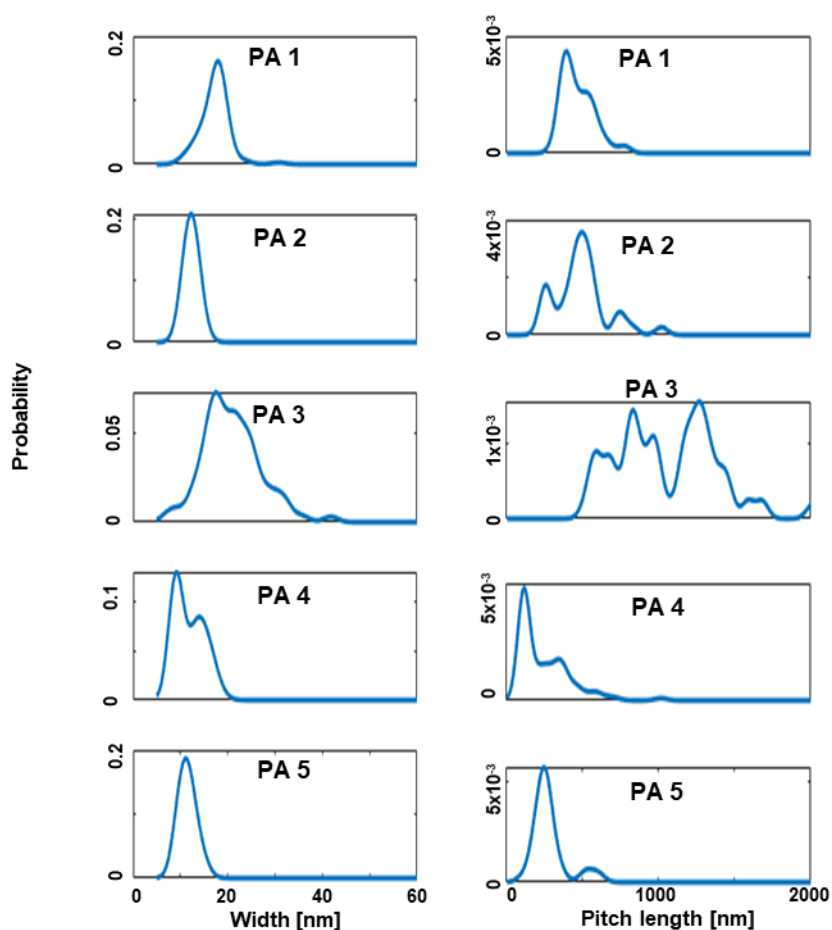 Probability
0.2
PA 1
0
0.2
PA 2
0
0.05
PA 3
0
0.1
PA 4
0
0.2
PA 5
0
0
20
40
60
Width [nm]
5x10-3
PA 1
0
4x10-3
PA 2
0
PA 3
1x10-3
0
5x10-3
PA 4
0
5x10-3
PA 5
0
0
1000
2000
Pitch length [nm]